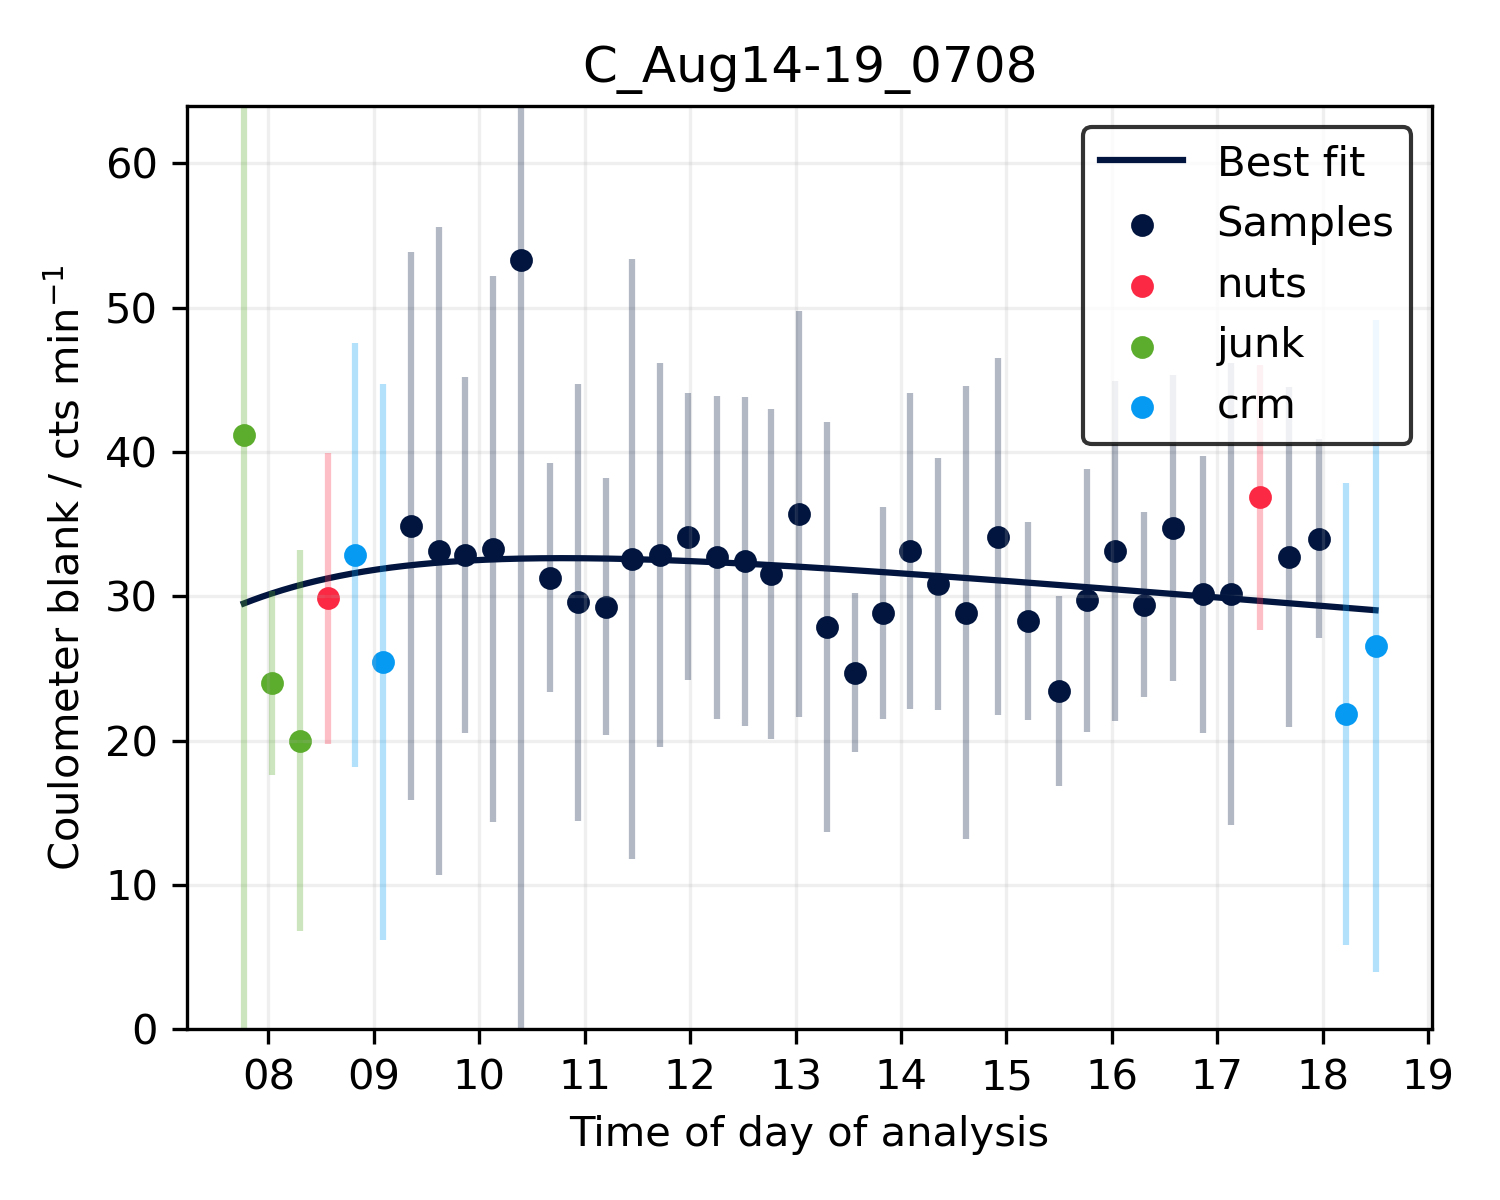 C_Aug14-19_0708
Coulometer blank / cts min⁻¹
60
50
40
30
20
10
0
Best fit
Samples
nuts
junk
crm
08 09 10 11 12 13 14 15 16 17 18 19
Time of day of analysis